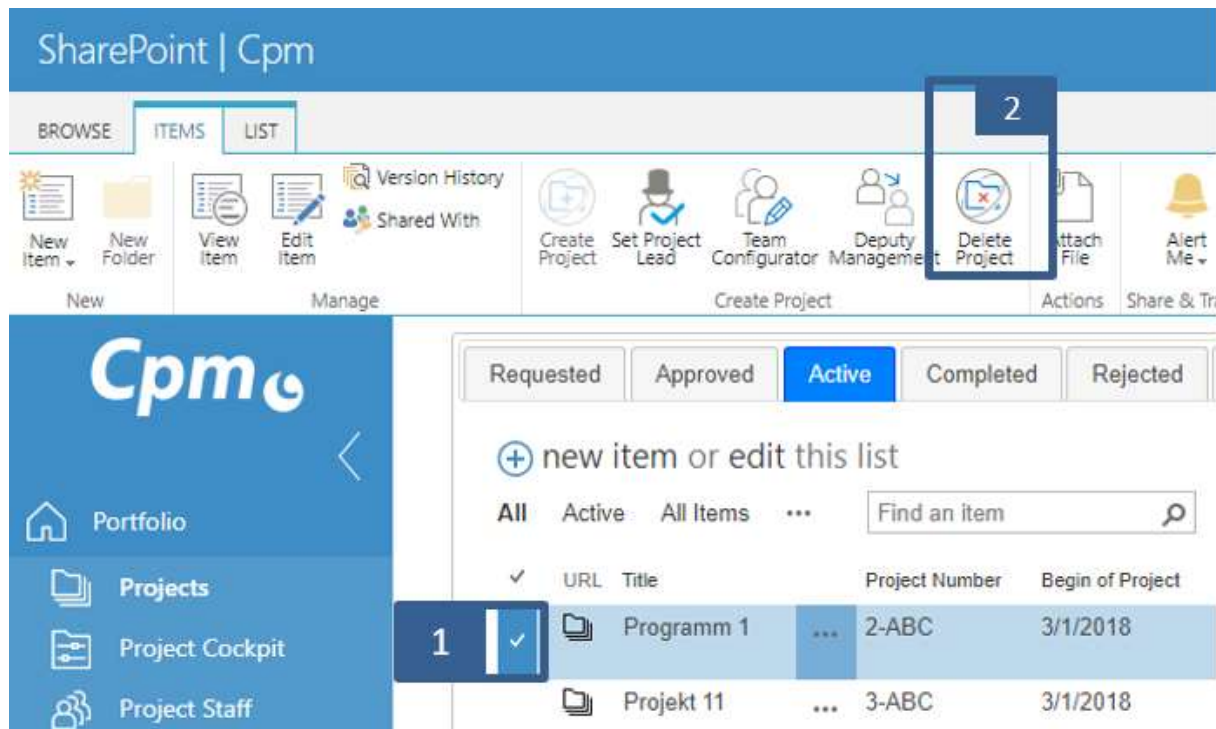 SharePoint | Cpm
2
BROWSE ITEMS LIST
Version History
Shared With
New Item
New Folder
View Item
Edit Item
Create Project
Set Project Lead
Team Configurator
Deputy Management
Delete Project
Attach File
Alert Me
New Manage Create Project Actions Share &
Cpm
Requested Approved Active Completed Rejected
new item or edit this list
All Active All Items ... Find an item
Portfolio
Projects
Project Cockpit
Project Staff
URL Title Project Number Begin of Project
1 Programm 1 ... 2-ABC 3/1/2018
Projekt 11 ... 3-ABC 3/1/2018